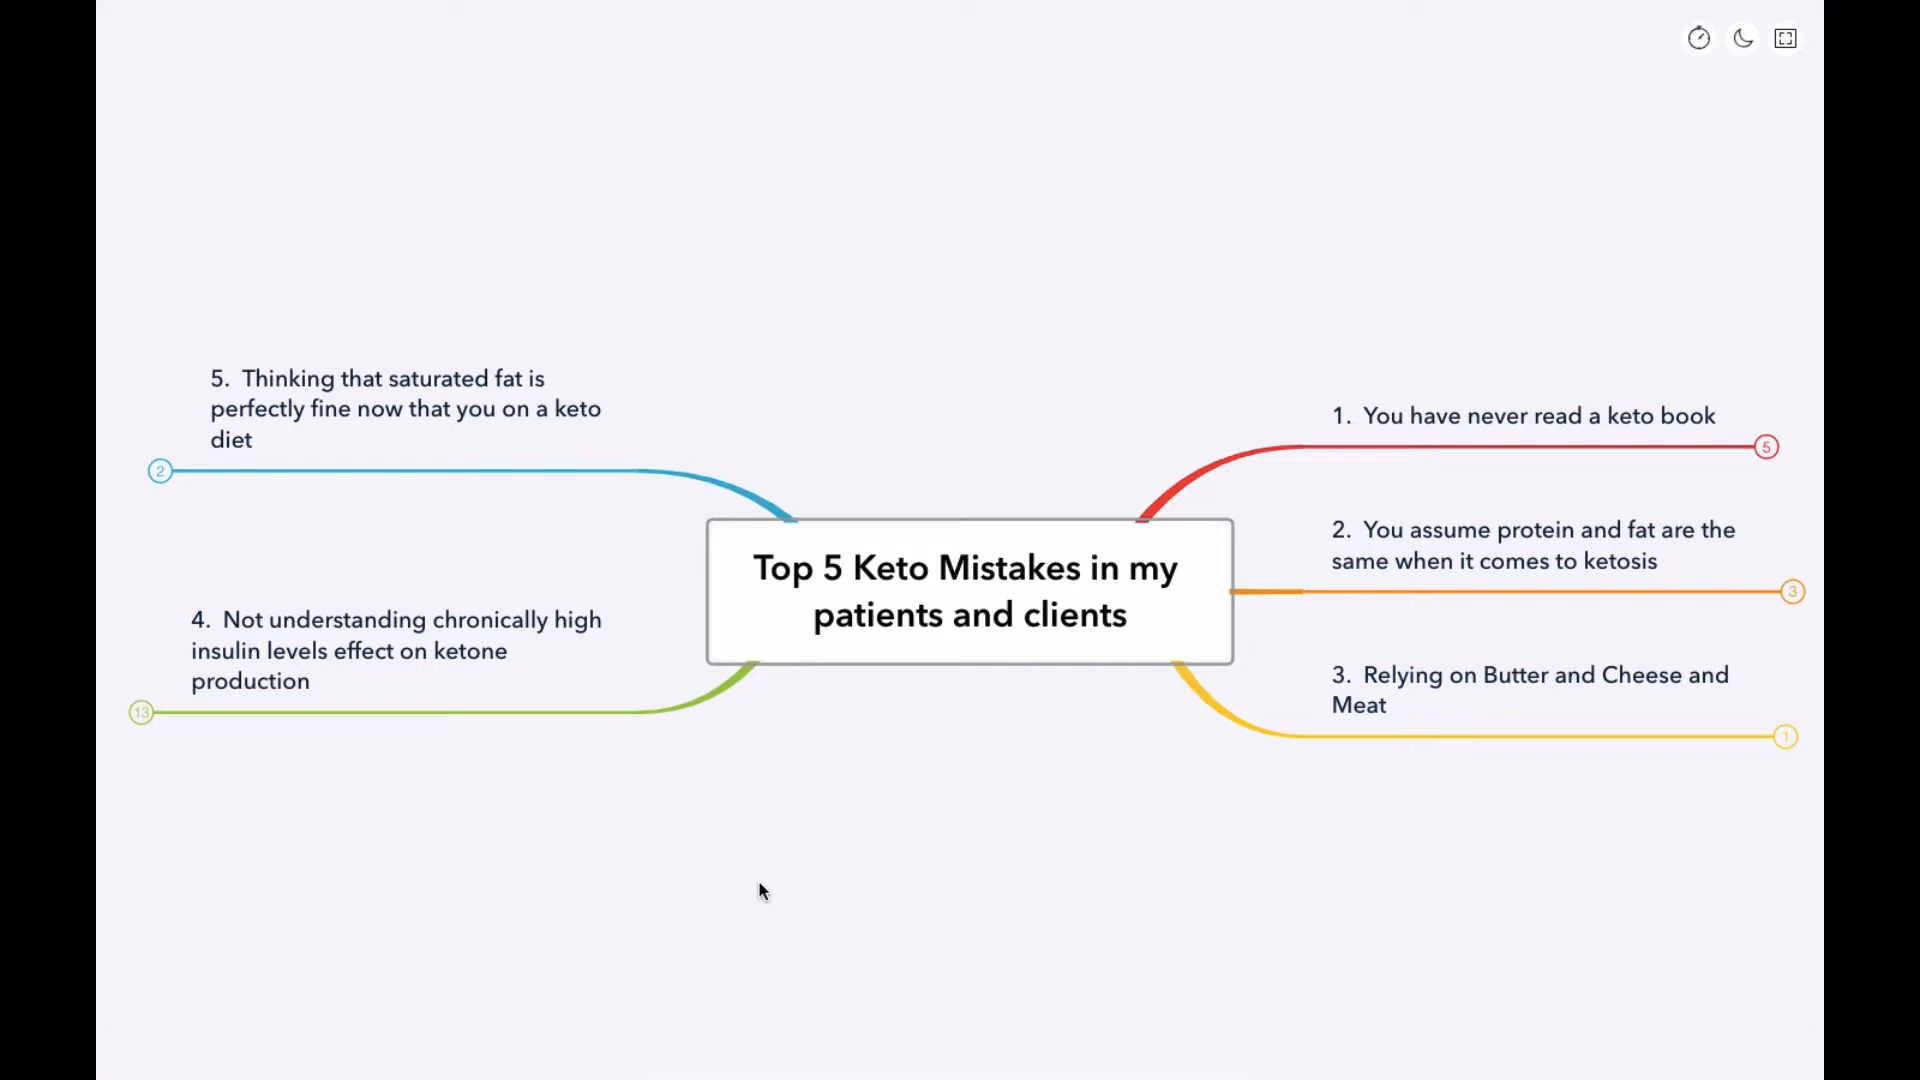 5.  Thinking that saturated fat is
perfectly fine now that you on a keto
diet
2
4.  Not understanding chronically high
insulin levels effect on ketone
production
13
Top 5 Keto Mistakes in my
patients and clients
1.  You have never read a keto book
5
2.  You assume protein and fat are the
same when it comes to ketosis
3
3.  Relying on Butter and Cheese and
Meat
1